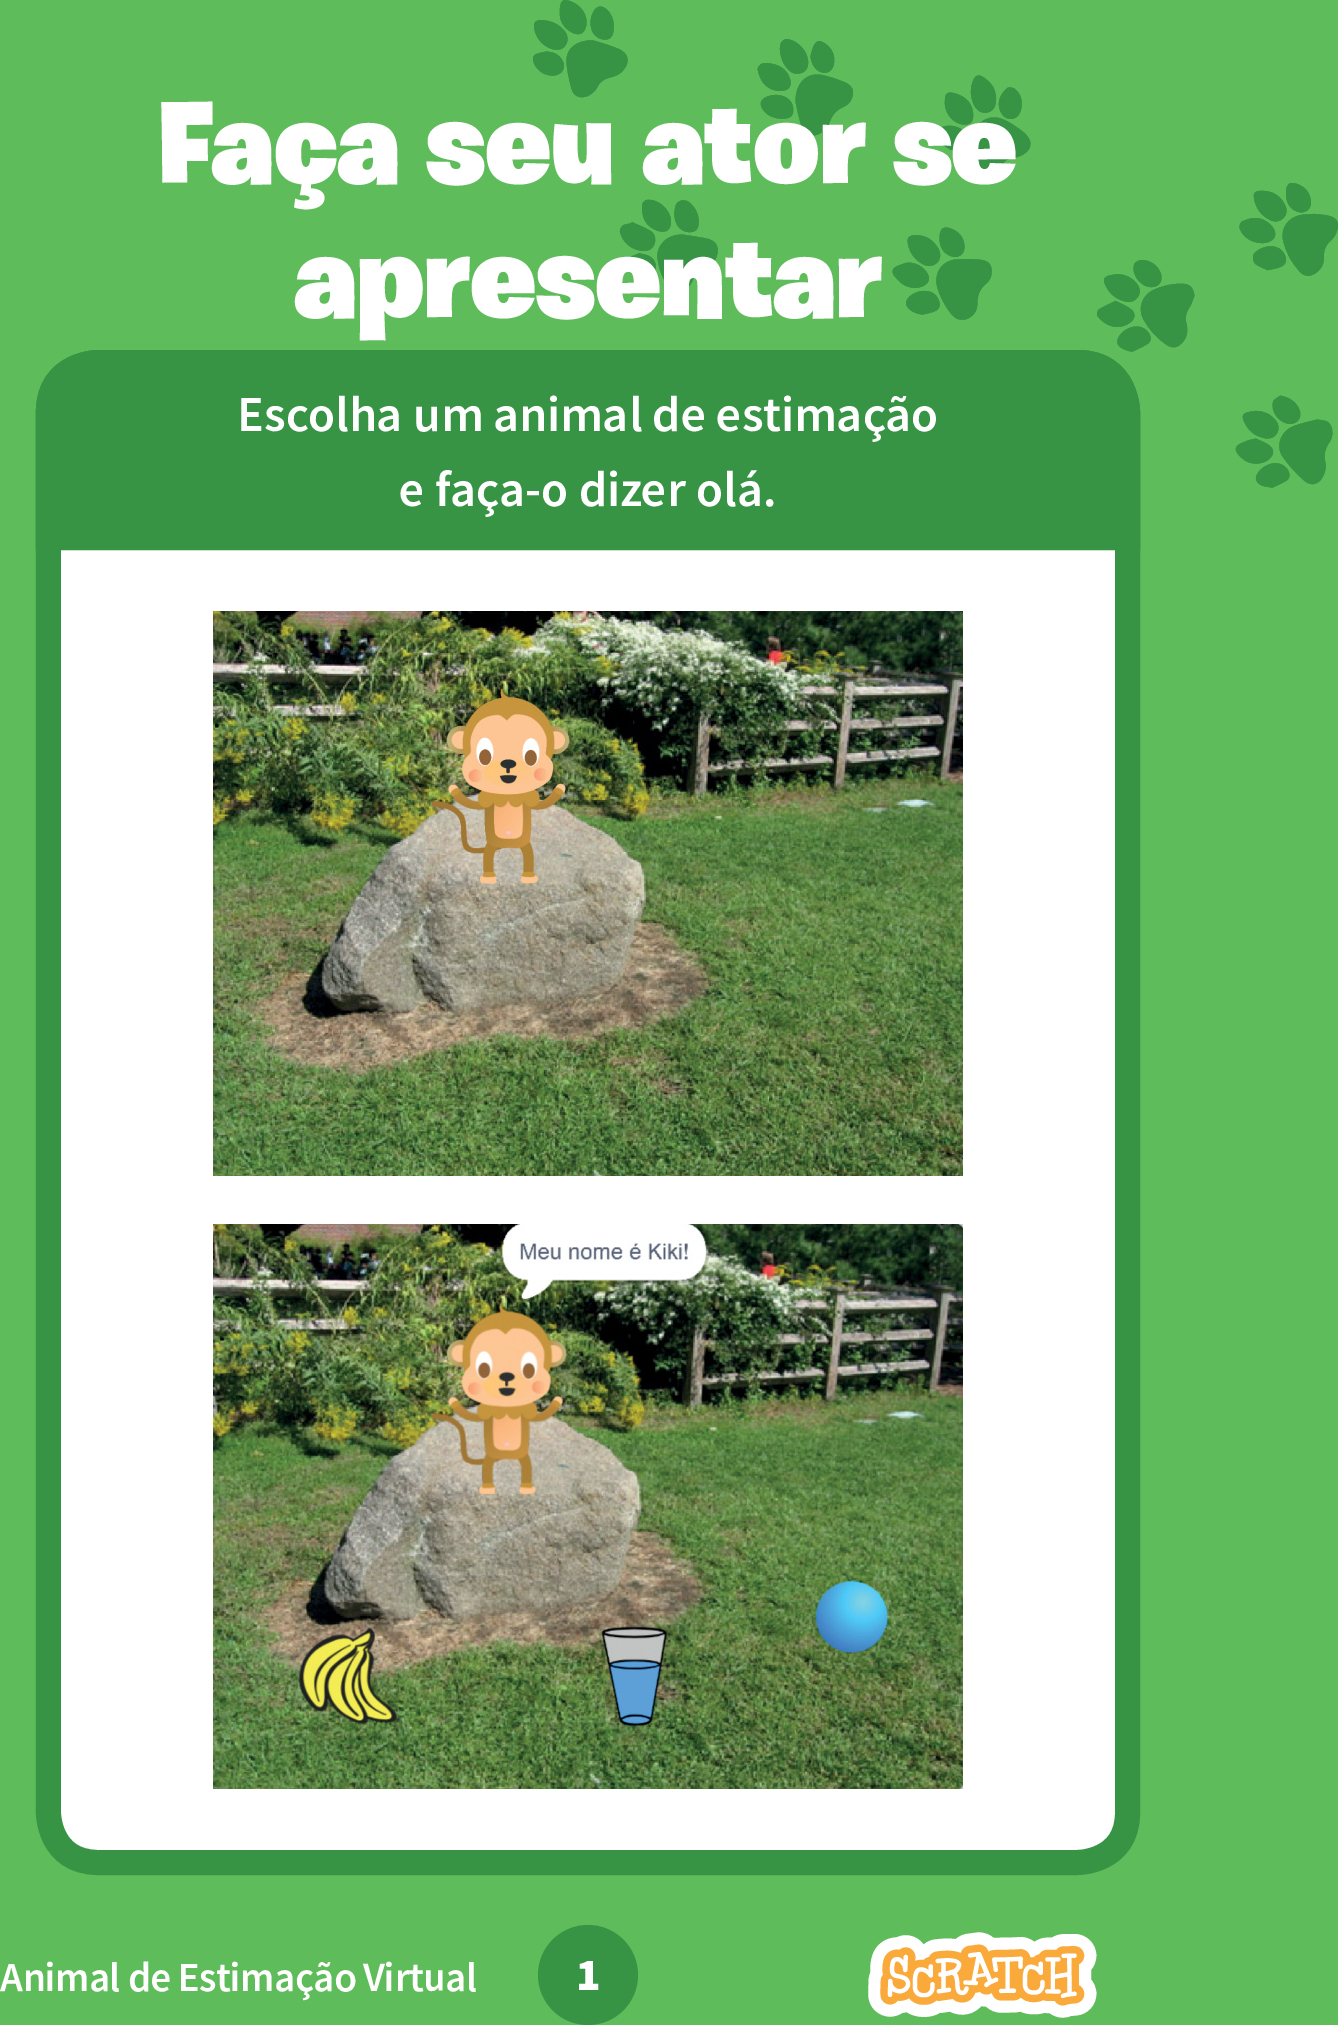 Faça seu ator se
apresentar
Escolha um animal de estimação
e faça-o dizer olá.
Meu nome é Kiki!
Animal de Estimação Virtual
1
SCRATCH